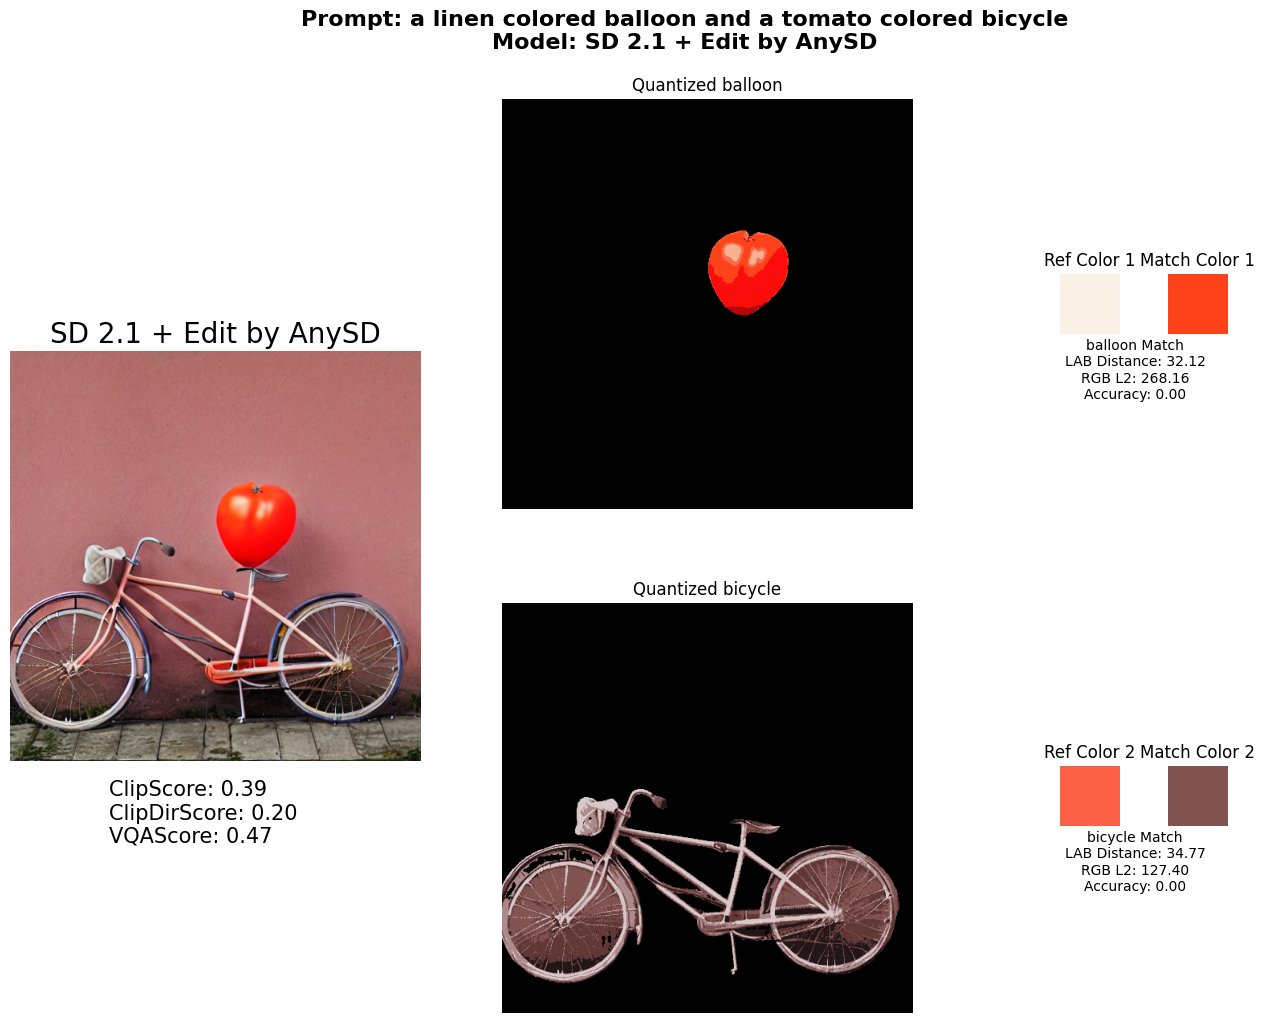 Prompt: a linen colored balloon and a tomato colored bicycle
Model: SD 2.1 + Edit by AnySD
Quantized balloon
Ref Color 1 Match Color 1
balloon Match
LAB Distance: 32.12
RGB L2: 268.16
Accuracy: 0.00
SD 2.1 + Edit by AnySD
ClipScore: 0.39
ClipDirScore: 0.20
VQAScore: 0.47
Quantized bicycle
Ref Color 2 Match Color 2
bicycle Match
LAB Distance: 34.77
RGB L2: 127.40
Accuracy: 0.00